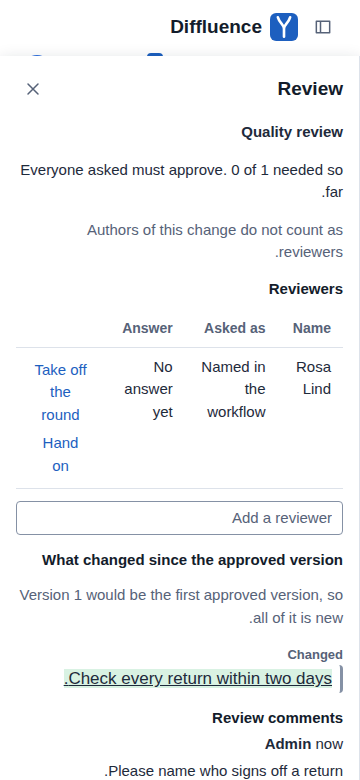 Diffluence
Review
Quality review
Everyone asked must approve. 0 of 1 needed so
far.
Authors of this change do not count as
reviewers.
Reviewers
Name Asked as Answer
Rosa Lind Named in the workflow No answer yet Take off the round
Hand on
Add a reviewer
What changed since the approved version
Version 1 would be the first approved version, so
all of it is new.
Changed
Check every return within two days.
Review comments
Admin now
Please name who signs off a return.